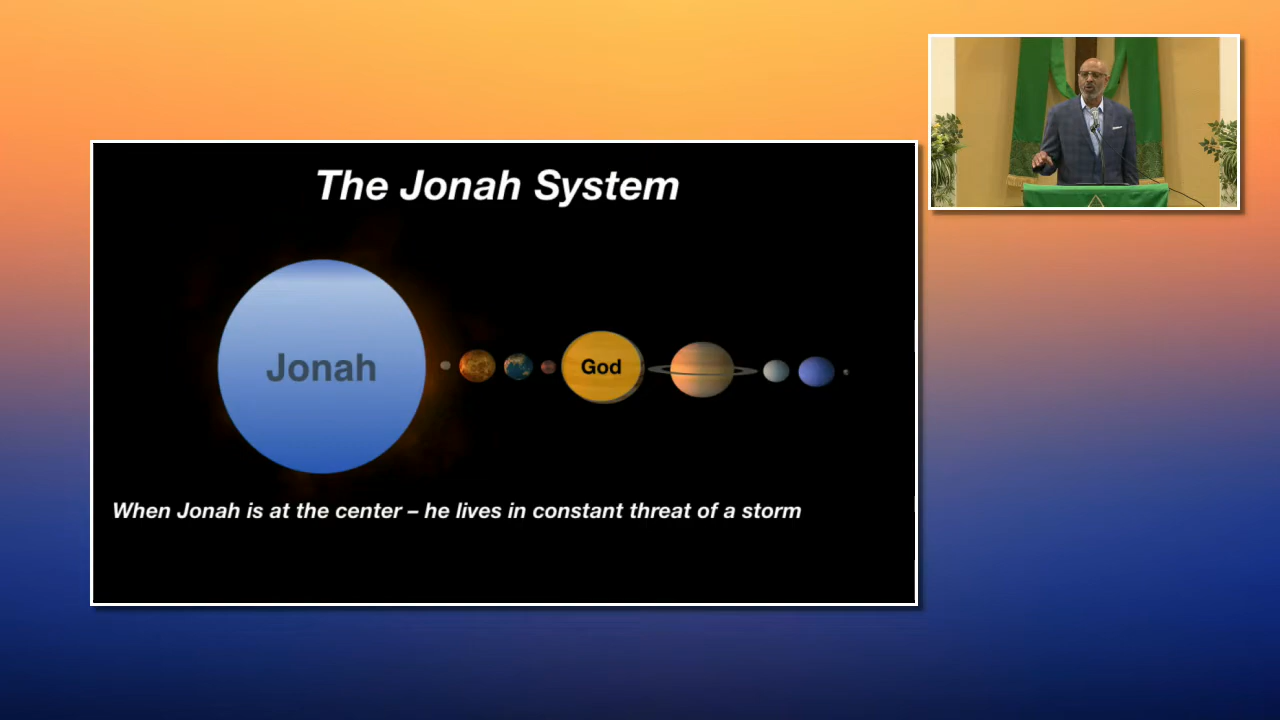 The Jonah System
Jonah
God
When Jonah is at the center – he lives in constant threat of a storm